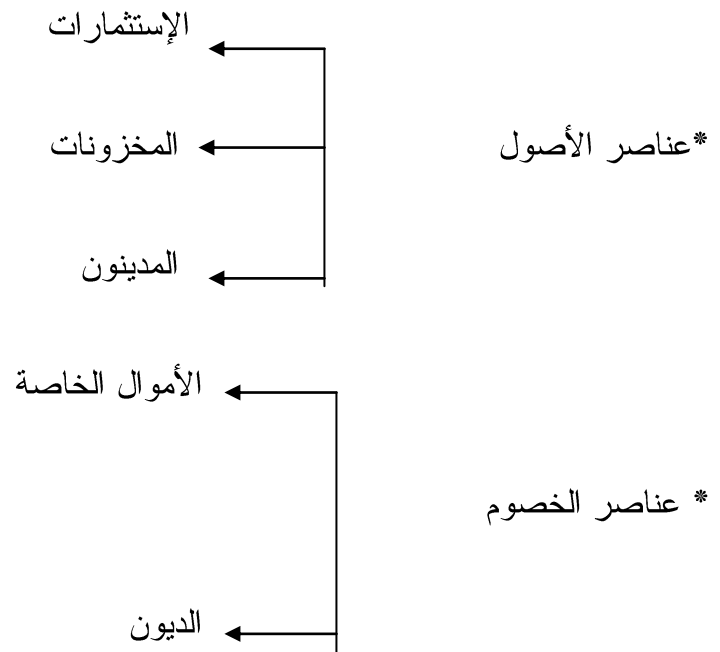 الإستثمارات
*عناصر الأصول
المخزونات
المدينون
الأموال الخاصة
* عناصر الخصوم
الديون